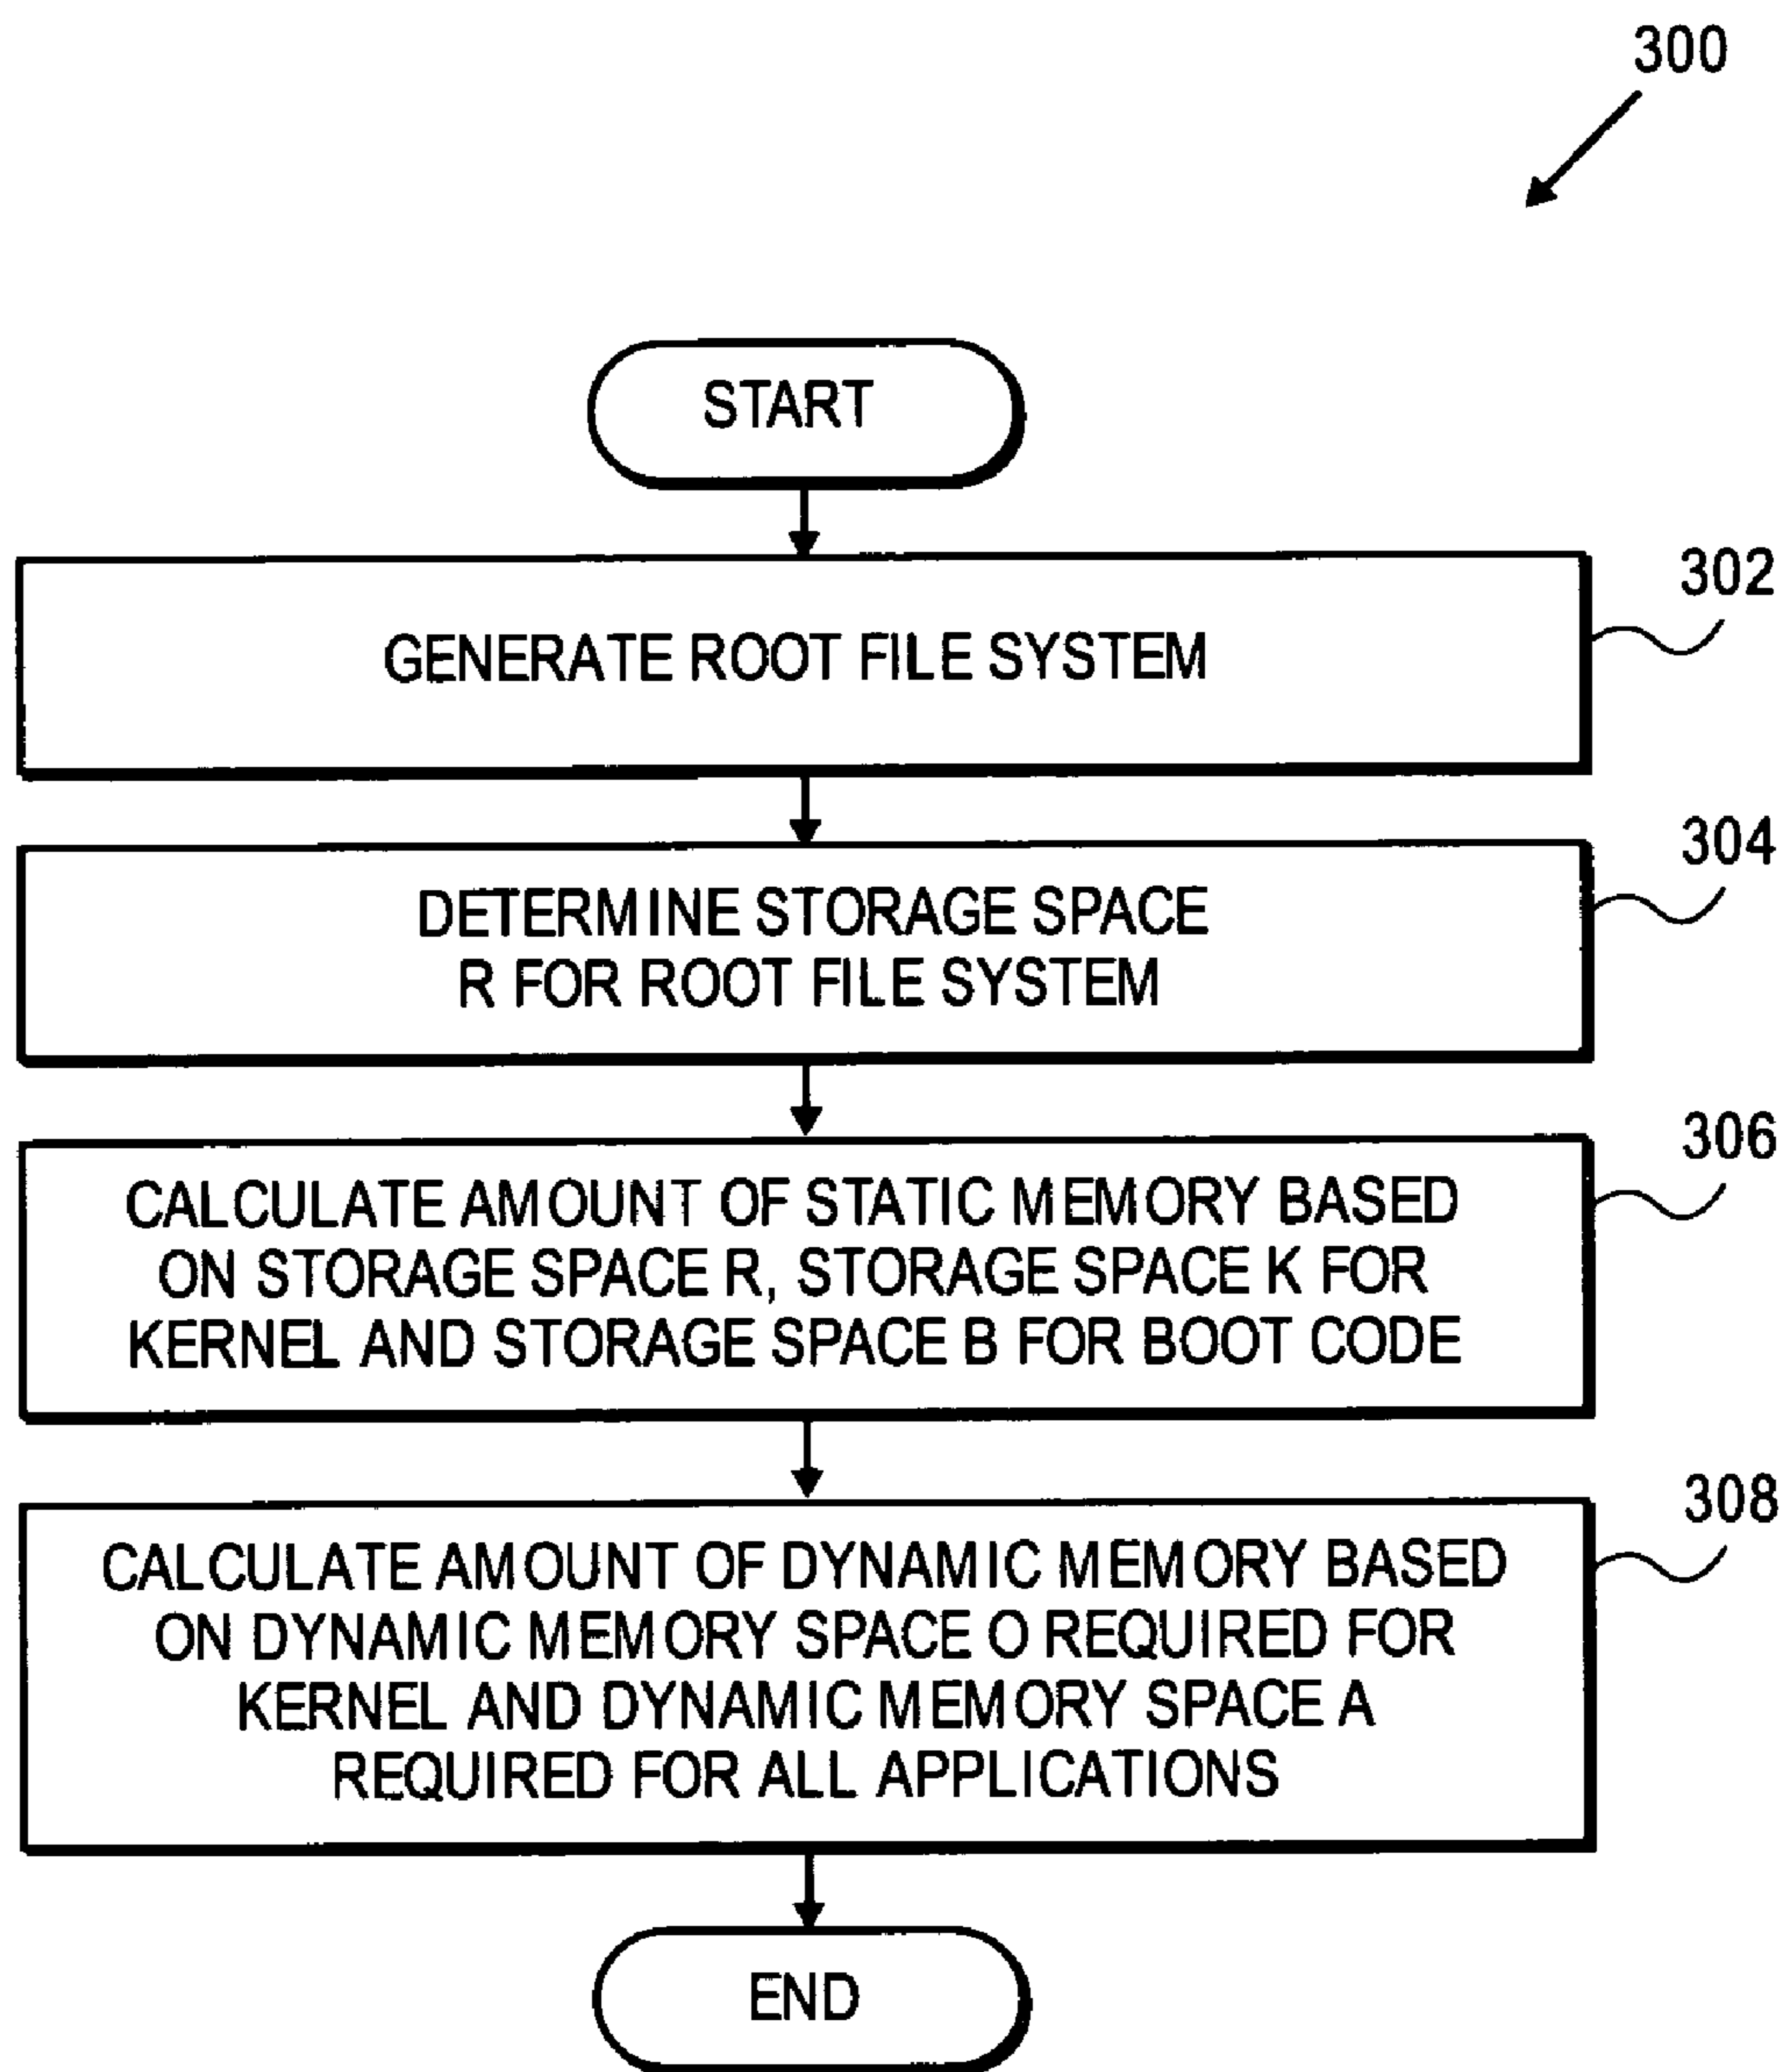 300
START
302
GENERATE ROOT FILE SYSTEM
304
DETERMINE STORAGE SPACE
R FOR ROOT FILE SYSTEM
306
CALCULATE AMOUNT OF STATIC MEMORY BASED
ON STORAGE SPACE R, STORAGE SPACE K FOR
KERNEL AND STORAGE SPACE B FOR BOOT CODE
308
CALCULATE AMOUNT OF DYNAMIC MEMORY BASED
ON DYNAMIC MEMORY SPACE O REQUIRED FOR
KERNEL AND DYNAMIC MEMORY SPACE A
REQUIRED FOR ALL APPLICATIONS
END